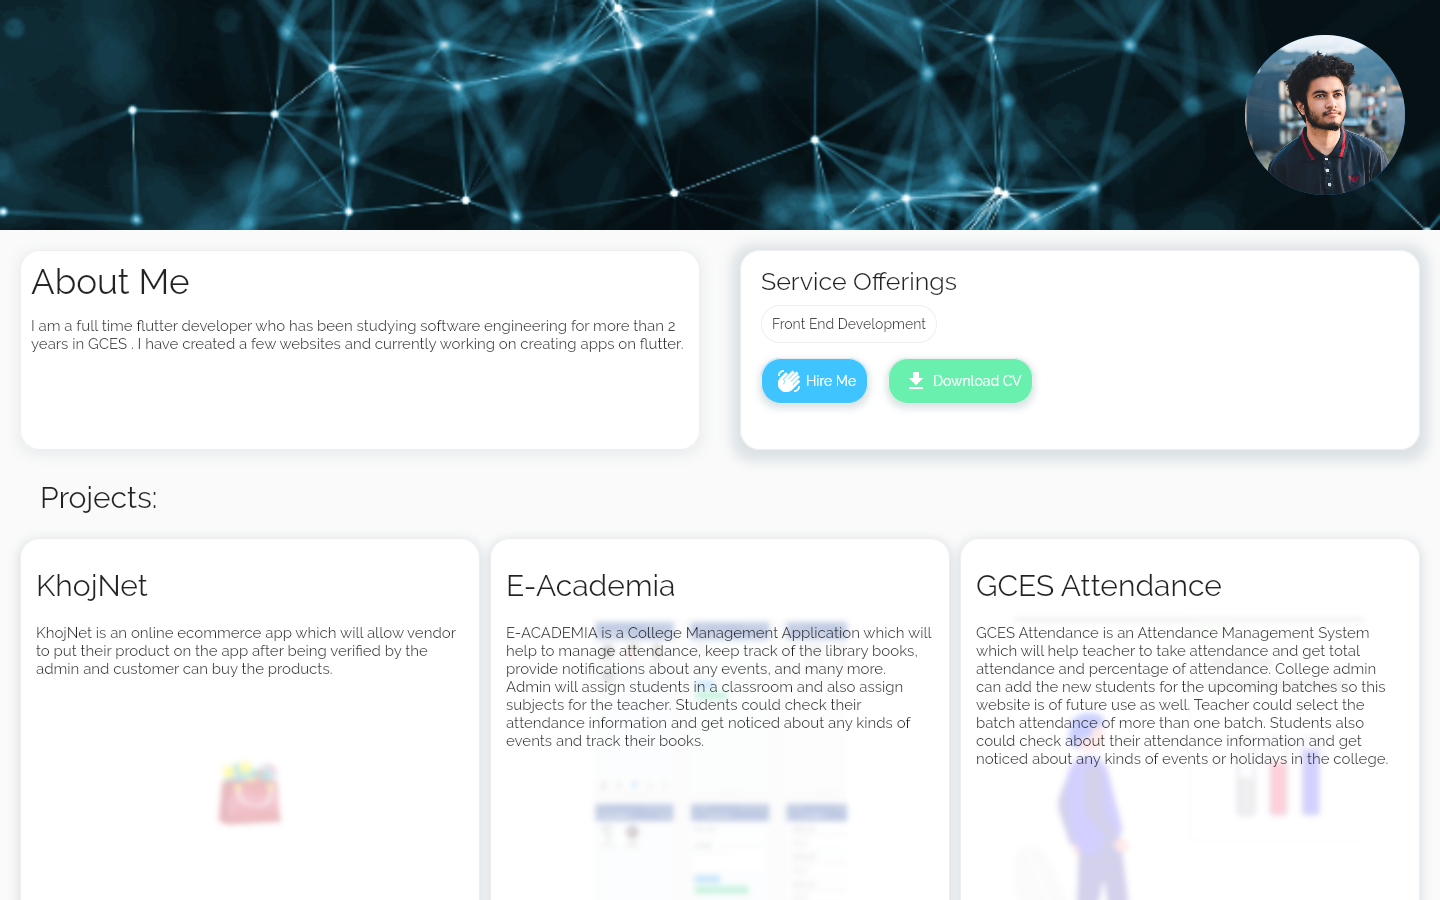 About Me
I am a full time flutter developer who has been studying software engineering for more than 2
years in GCES . I have created a few websites and currently working on creating apps on flutter.
Service Offerings
Front End Development
Hire Me
Download CV
Projects:
KhojNet
KhojNet is an online ecommerce app which will allow vendor
to put their product on the app after being verified by the
admin and customer can buy the products.
E-Academia
E-ACADEMIA is a College Management Application which will
help to manage attendance, keep track of the library books,
provide notifications about any events, and many more.
Admin will assign students in a classroom and also assign
subjects for the teacher. Students could check their
attendance information and get noticed about any kinds of
events and track their books.
GCES Attendance
GCES Attendance is an Attendance Management System
which will help teacher to take attendance and get total
attendance and percentage of attendance. College admin
can add the new students for the upcoming batches so this
website is of future use as well. Teacher could select the
batch attendance of more than one batch. Students also
could check about their attendance information and get
noticed about any kinds of events or holidays in the college.